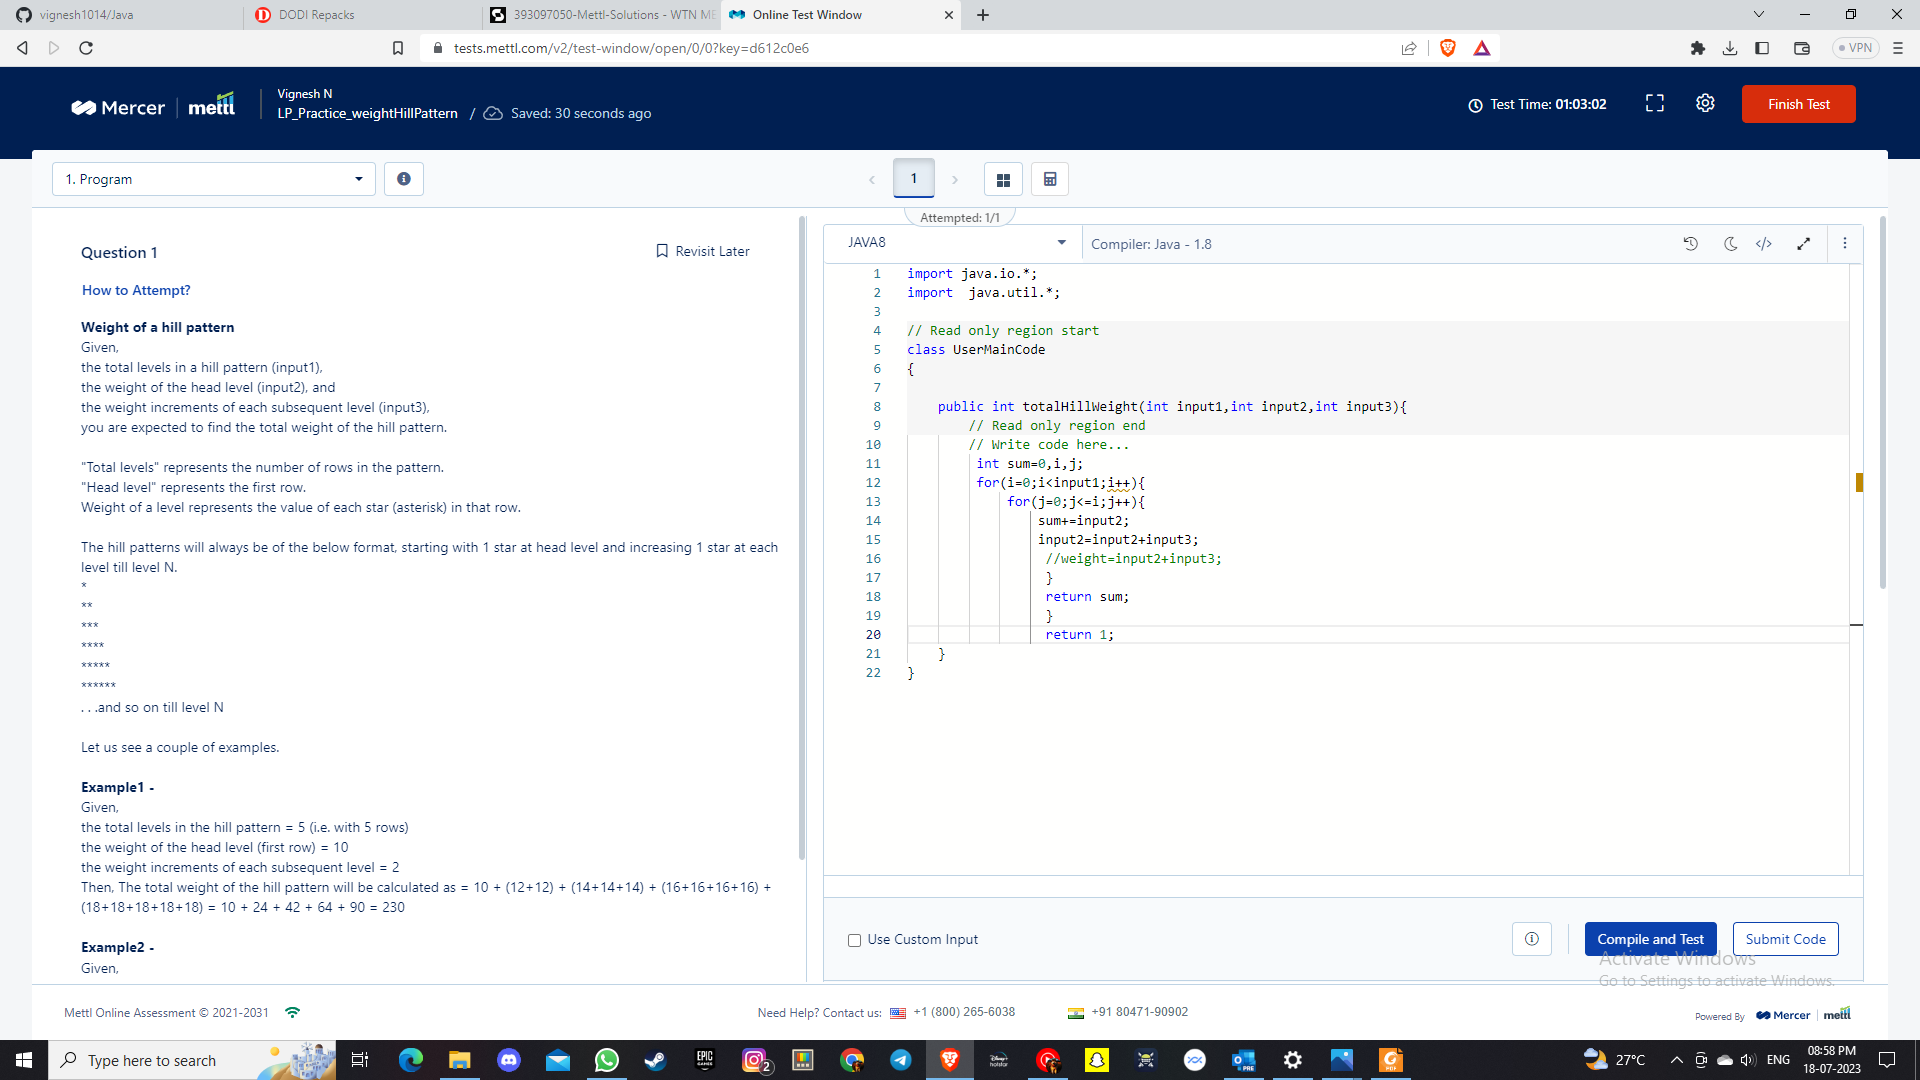 vignesh1014/Java
DODI Repacks
393097050-Mettl-Solutions - WTN ME
Online Test Window
tests.mettl.com/v2/test-window/open/0/0?key=d612c0e6
VPN
Mercer
mettl
Vignesh N
LP_Practice_weightHillPattern / Saved: 30 seconds ago
Test Time: 01:03:02
Finish Test
1. Program
1
Attempted: 1/1
Question 1
Revisit Later
How to Attempt?
Weight of a hill pattern
Given,
the total levels in a hill pattern (input1),
the weight of the head level (input2), and
the weight increments of each subsequent level (input3),
you are expected to find the total weight of the hill pattern.
"Total levels" represents the number of rows in the pattern.
"Head level" represents the first row.
Weight of a level represents the value of each star (asterisk) in that row.
The hill patterns will always be of the below format, starting with 1 star at head level and increasing 1 star at each
level till level N.
*
**
***
****
*****
******
. . .and so on till level N
Let us see a couple of examples.
Example1 -
Given,
the total levels in the hill pattern = 5 (i.e. with 5 rows)
the weight of the head level (first row) = 10
the weight increments of each subsequent level = 2
Then, The total weight of the hill pattern will be calculated as = 10 + (12+12) + (14+14+14) + (16+16+16+16) +
(18+18+18+18+18) = 10 + 24 + 42 + 64 + 90 = 230
Example2 -
Given,
JAVA8
Compiler: Java - 1.8
1 import java.io.*;
2 import  java.util.*;
3
4 // Read only region start
5 class UserMainCode
6 {
7
8     public int totalHillWeight(int input1,int input2,int input3){
9         // Read only region end
10         // Write code here...
11          int sum=0,i,j;
12          for(i=0;i<input1;i++){
13              for(j=0;j<=i;j++){
14                  sum+=input2;
15                  input2=input2+input3;
16                   //weight=input2+input3;
17                   }
18                   return sum;
19                   }
20                   return 1;
21     }
22 }
Use Custom Input
Compile and Test
Submit Code
Activate Windows
Go to Settings to activate Windows.
Mettl Online Assessment © 2021-2031
Need Help? Contact us:
+1 (800) 265-6038
+91 80471-90902
Powered By
Mercer
mettl
Type here to search
EPIC
GAMES
2
Disney+
hotstar
PRE
PDF
27°C
ENG
08:58 PM
18-07-2023